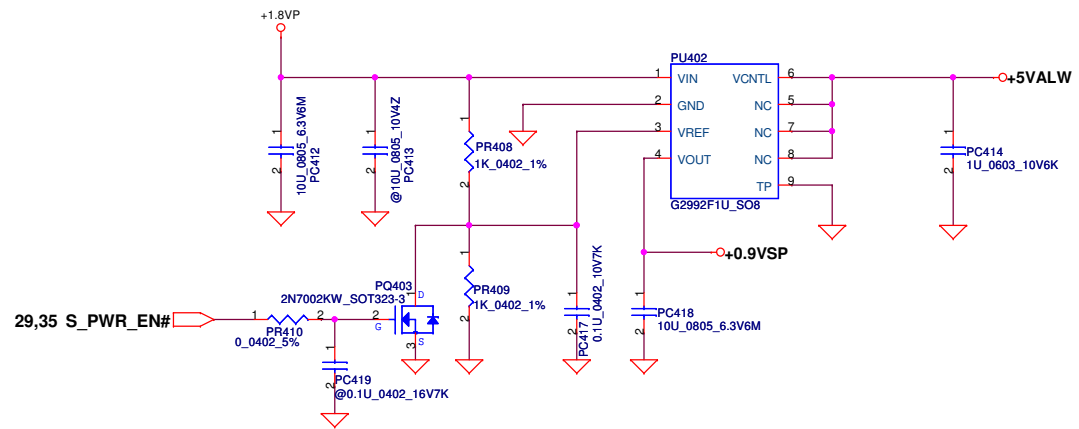 +1.8VP
PU402
1 VIN VCNTL 6
+5VALW
2 GND NC 5
3 VREF NC 7
4 VOUT NC 8
TP 9
G2992F1U_SO8
1
2
10U_0805_6.3V6M
PC412
1
2
@10U_0805_10V4Z
PC413
1
PR408
1K_0402_1%
2
1
2
PC414
1U_0603_10V6K
+0.9VSP
1
PR409
1K_0402_1%
2
1
2
PC417
0.1U_0402_10V7K
1
2
PC418
10U_0805_6.3V6M
PQ403
2N7002KW_SOT323-3
1 D
2 G
3 S
29,35 S_PWR_EN#
1 2
PR410
0_0402_5%
1
2
PC419
@0.1U_0402_16V7K